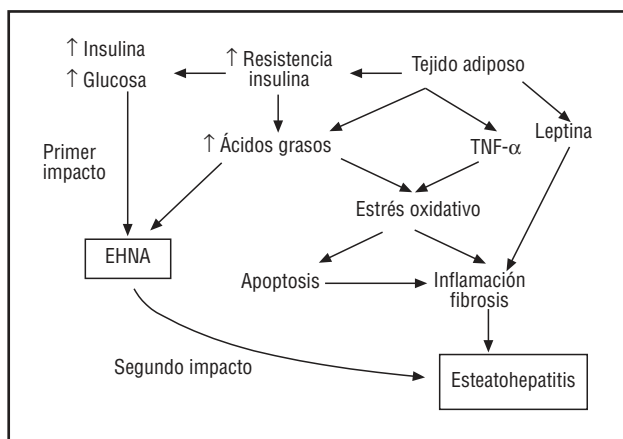 ↑ Insulina
↑ Glucosa
↑ Resistencia
insulina
Tejido adiposo
Leptina
Primer
impacto
↑ Ácidos grasos
TNF-α
Estrés oxidativo
EHNA
Apoptosis
Inflamación
fibrosis
Segundo impacto
Esteatohepatitis